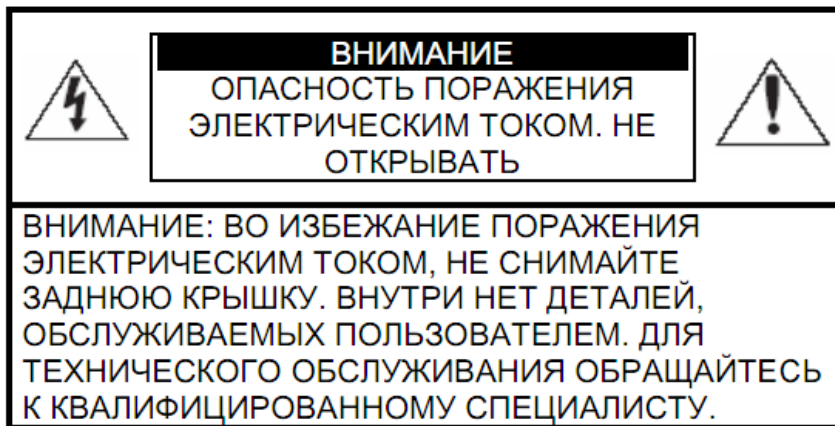 ВНИМАНИЕ
ОПАСНОСТЬ ПОРАЖЕНИЯ
ЭЛЕКТРИЧЕСКИМ ТОКОМ. НЕ
ОТКРЫВАТЬ
ВНИМАНИЕ: ВО ИЗБЕЖАНИЕ ПОРАЖЕНИЯ
ЭЛЕКТРИЧЕСКИМ ТОКОМ, НЕ СНИМАЙТЕ
ЗАДНЮЮ КРЫШКУ. ВНУТРИ НЕТ ДЕТАЛЕЙ,
ОБСЛУЖИВАЕМЫХ ПОЛЬЗОВАТЕЛЕМ. ДЛЯ
ТЕХНИЧЕСКОГО ОБСЛУЖИВАНИЯ ОБРАЩАЙТЕСЬ
К КВАЛИФИЦИРОВАННОМУ СПЕЦИАЛИСТУ.